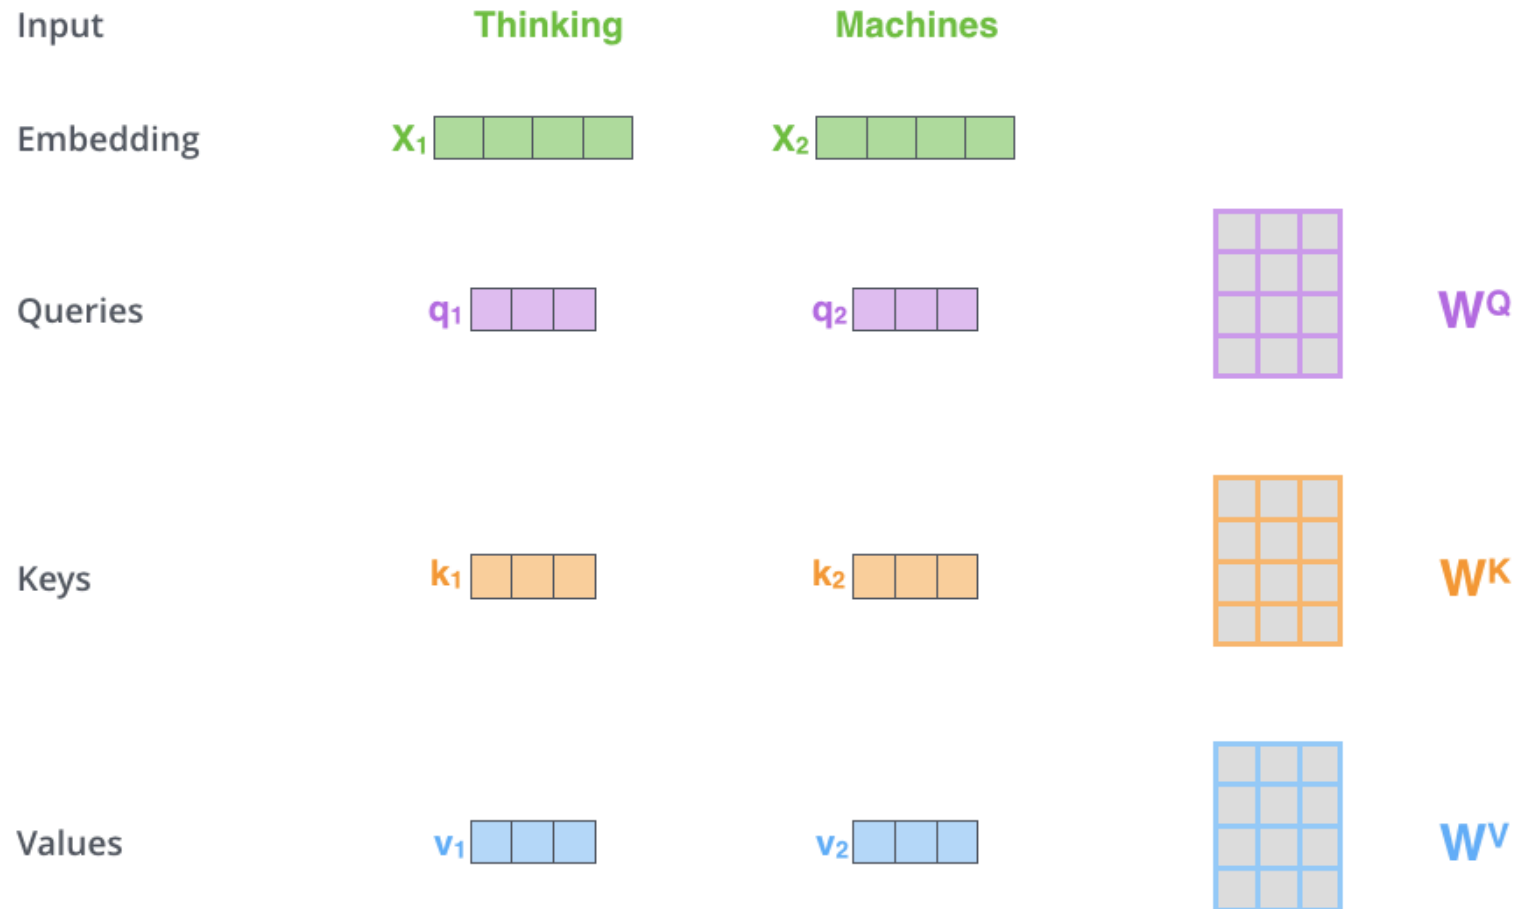 Input Thinking Machines
Embedding X1 X2
Queries q1 q2 WQ
Keys k1 k2 WK
Values v1 v2 WV